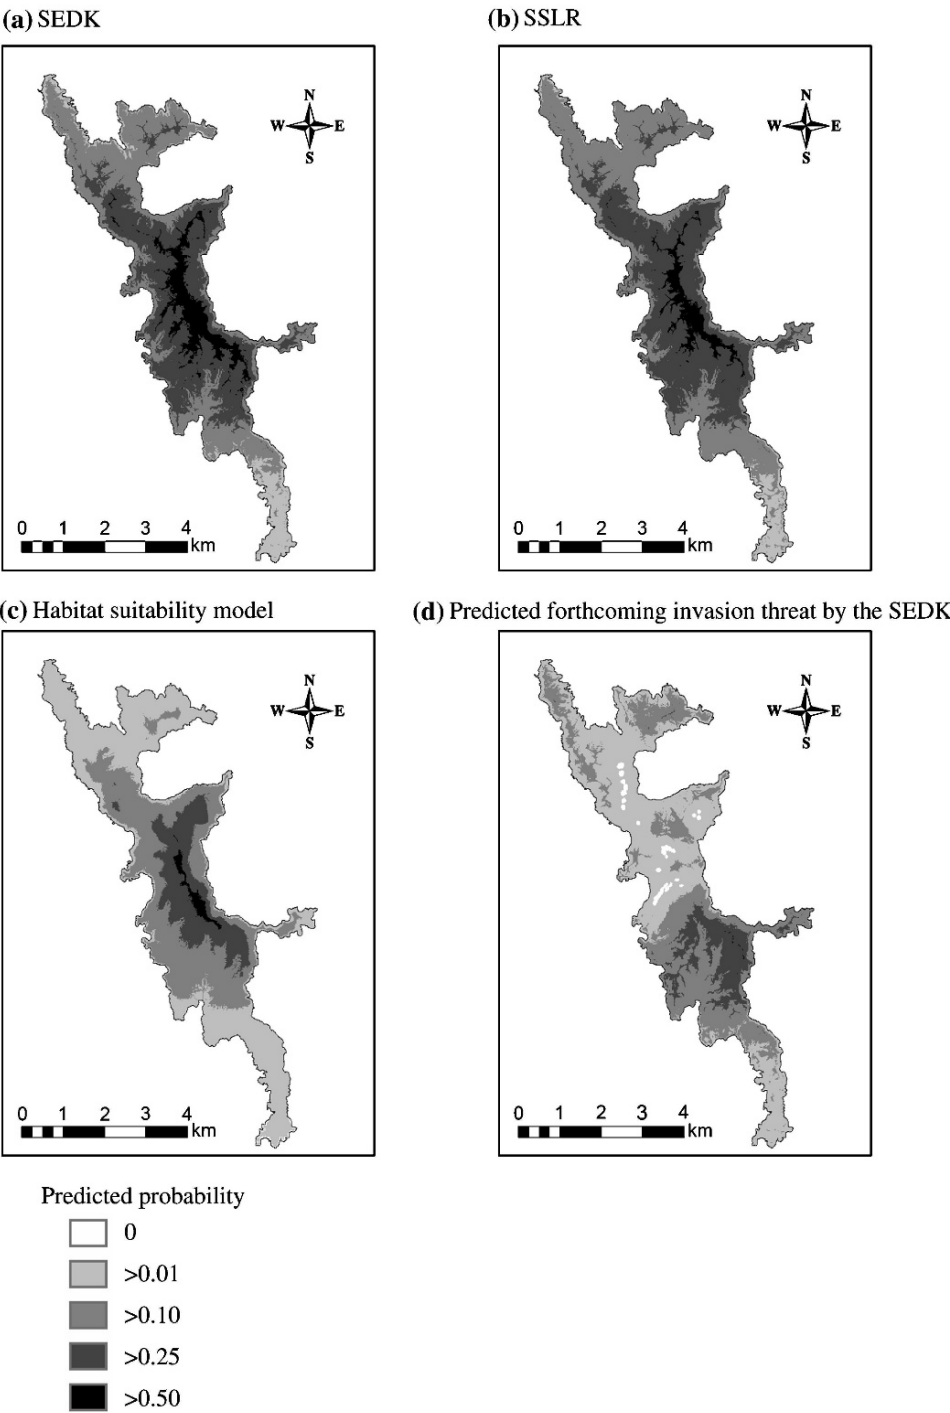 (a) SEDK
(b) SSLR
N
W E
S
N
W E
S
0 1 2 3 4
km
0 1 2 3 4
km
(c) Habitat suitability model
(d) Predicted forthcoming invasion threat by the SEDK
N
W E
S
N
W E
S
0 1 2 3 4
km
0 1 2 3 4
km
Predicted probability
0
>0.01
>0.10
>0.25
>0.50